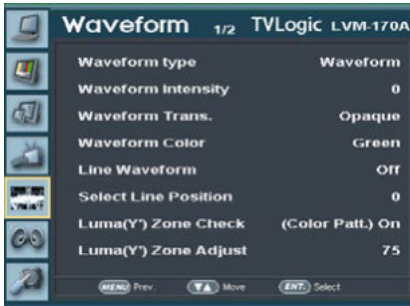 Waveform 1/2 TVLogic LVM-170A
Waveform type Waveform
Waveform Intensity 0
Waveform Trans. Opaque
Waveform Color Green
Line Waveform Off
Select Line Position 0
Luma(Y') Zone Check (Color Patt.) On
Luma(Y') Zone Adjust 75
MENU Prev. ▼▲ Move ENT. Select